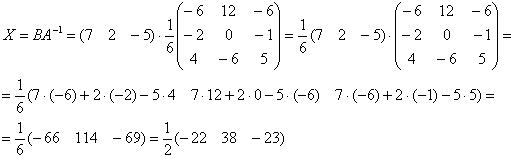 X = BA⁻¹ = (7 2 −5)·1/6(−6 12 −6 −2 0 −1 4 −6 5) = 1/6(7 2 −5)·(−6 12 −6 −2 0 −1 4 −6 5) =
= 1/6(7·(−6)+2·(−2)−5·4 7·12+2·0−5·(−6) 7·(−6)+2·(−1)−5·5) =
= 1/6(−66 114 −69) = 1/2(−22 38 −23)